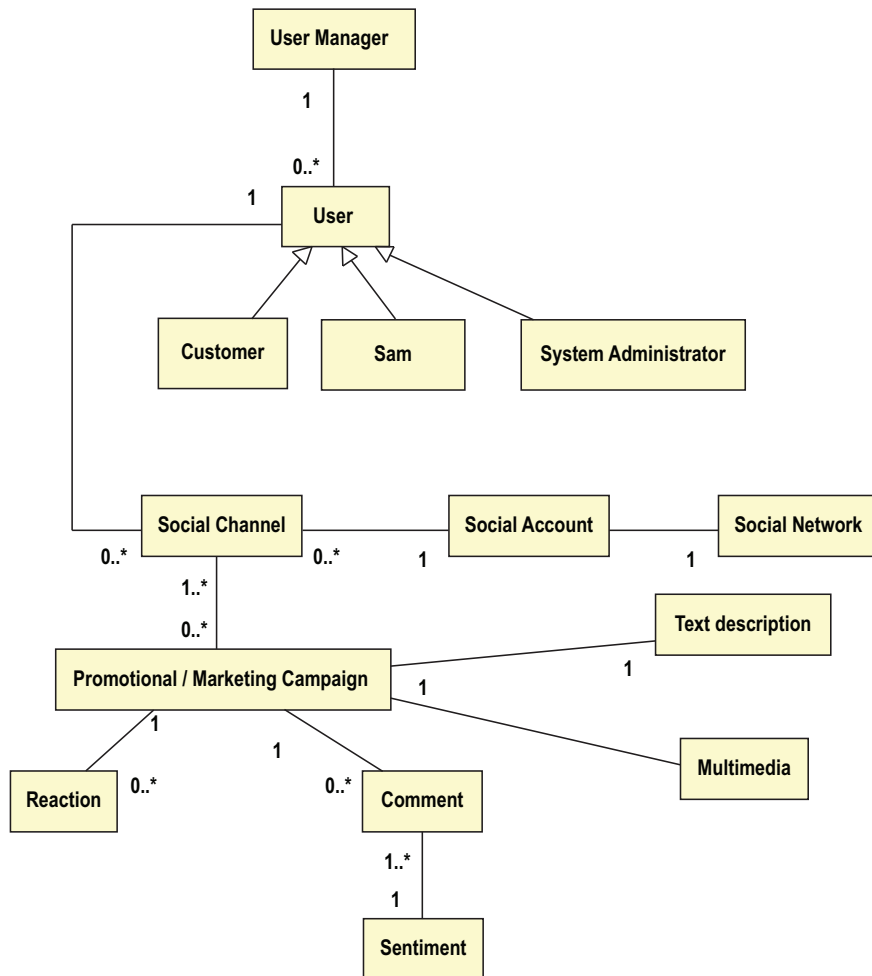 User Manager
1
0..*
1
User
Customer
Sam
System Administrator
Social Channel
Social Account
Social Network
0..*
0..*
1
1
1..*
0..*
Text description
Promotional / Marketing Campaign
1
1
1
1
Multimedia
Reaction
0..*
0..*
Comment
1..*
1
Sentiment